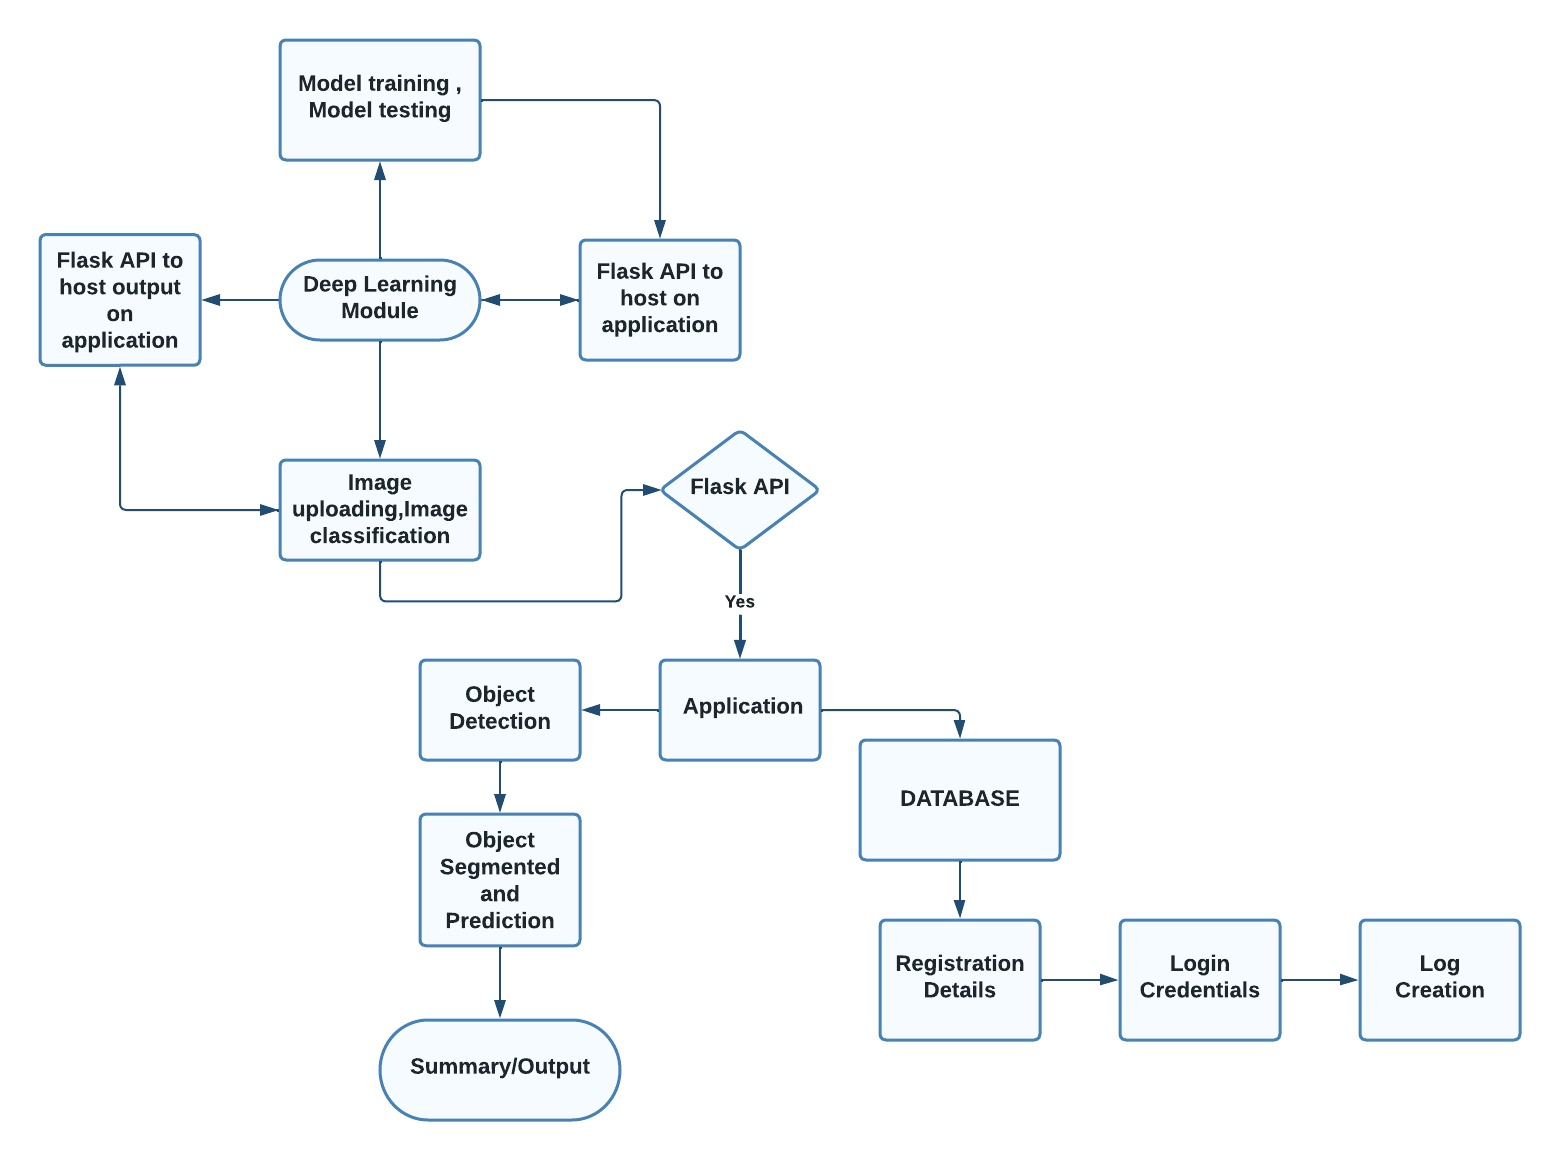 Model training ,
Model testing
Flask API to
host output
on
application
Deep Learning
Module
Flask API to
host on
application
Image
uploading,Image
classification
Flask API
Yes
Object
Detection
Application
DATABASE
Object
Segmented
and
Prediction
Registration
Details
Login
Credentials
Log
Creation
Summary/Output